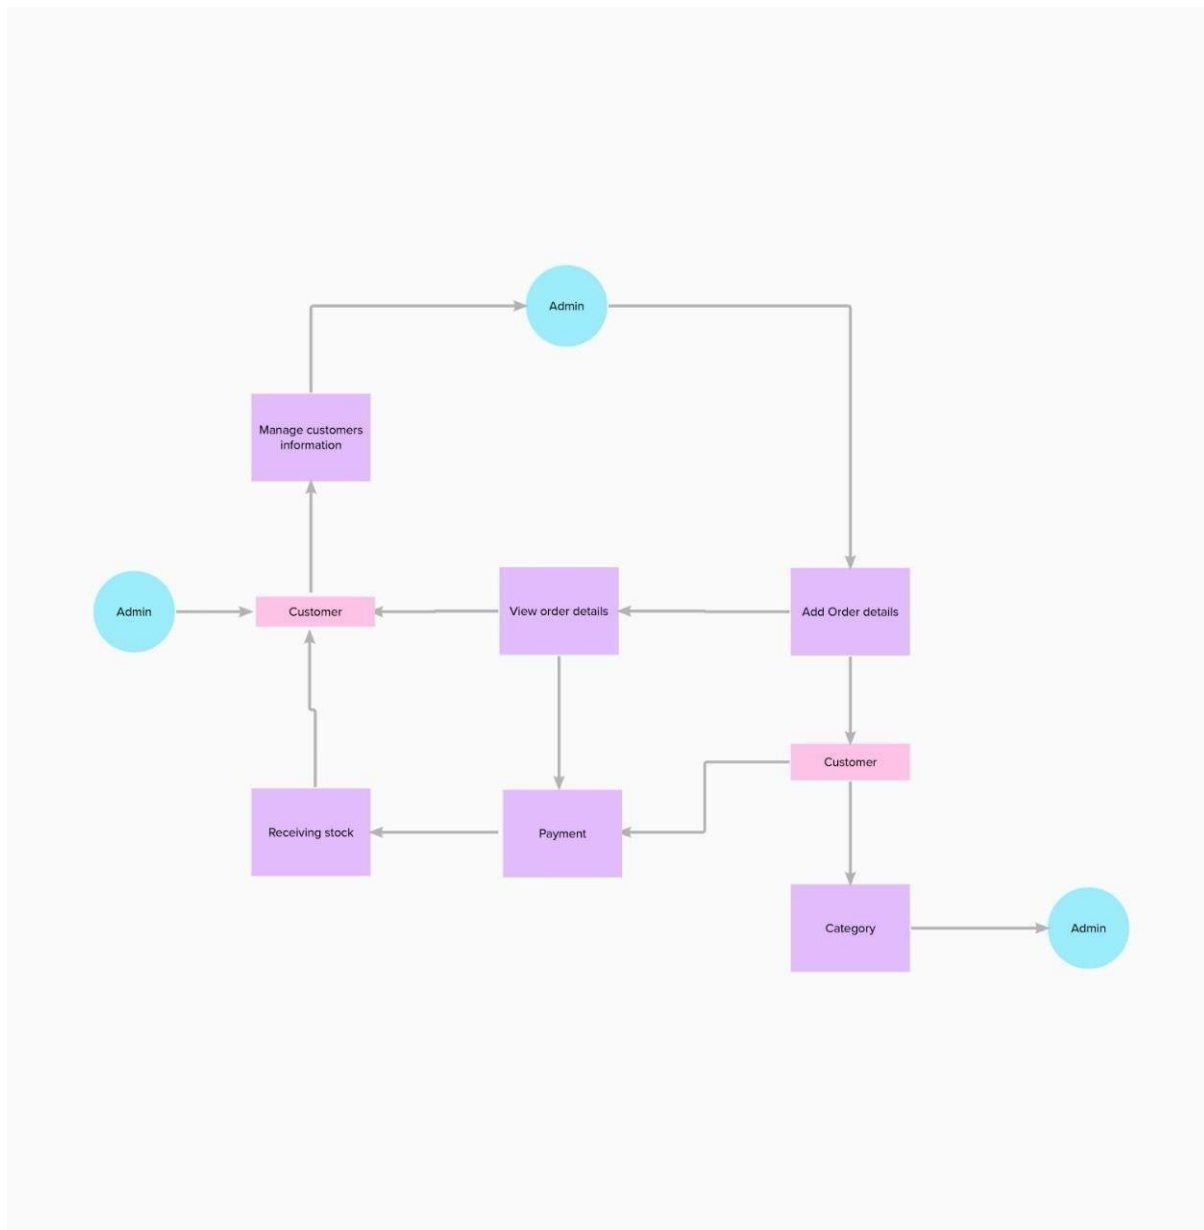 Admin
Manage customers
information
Admin
Customer
View order details
Add Order details
Customer
Receiving stock
Payment
Category
Admin